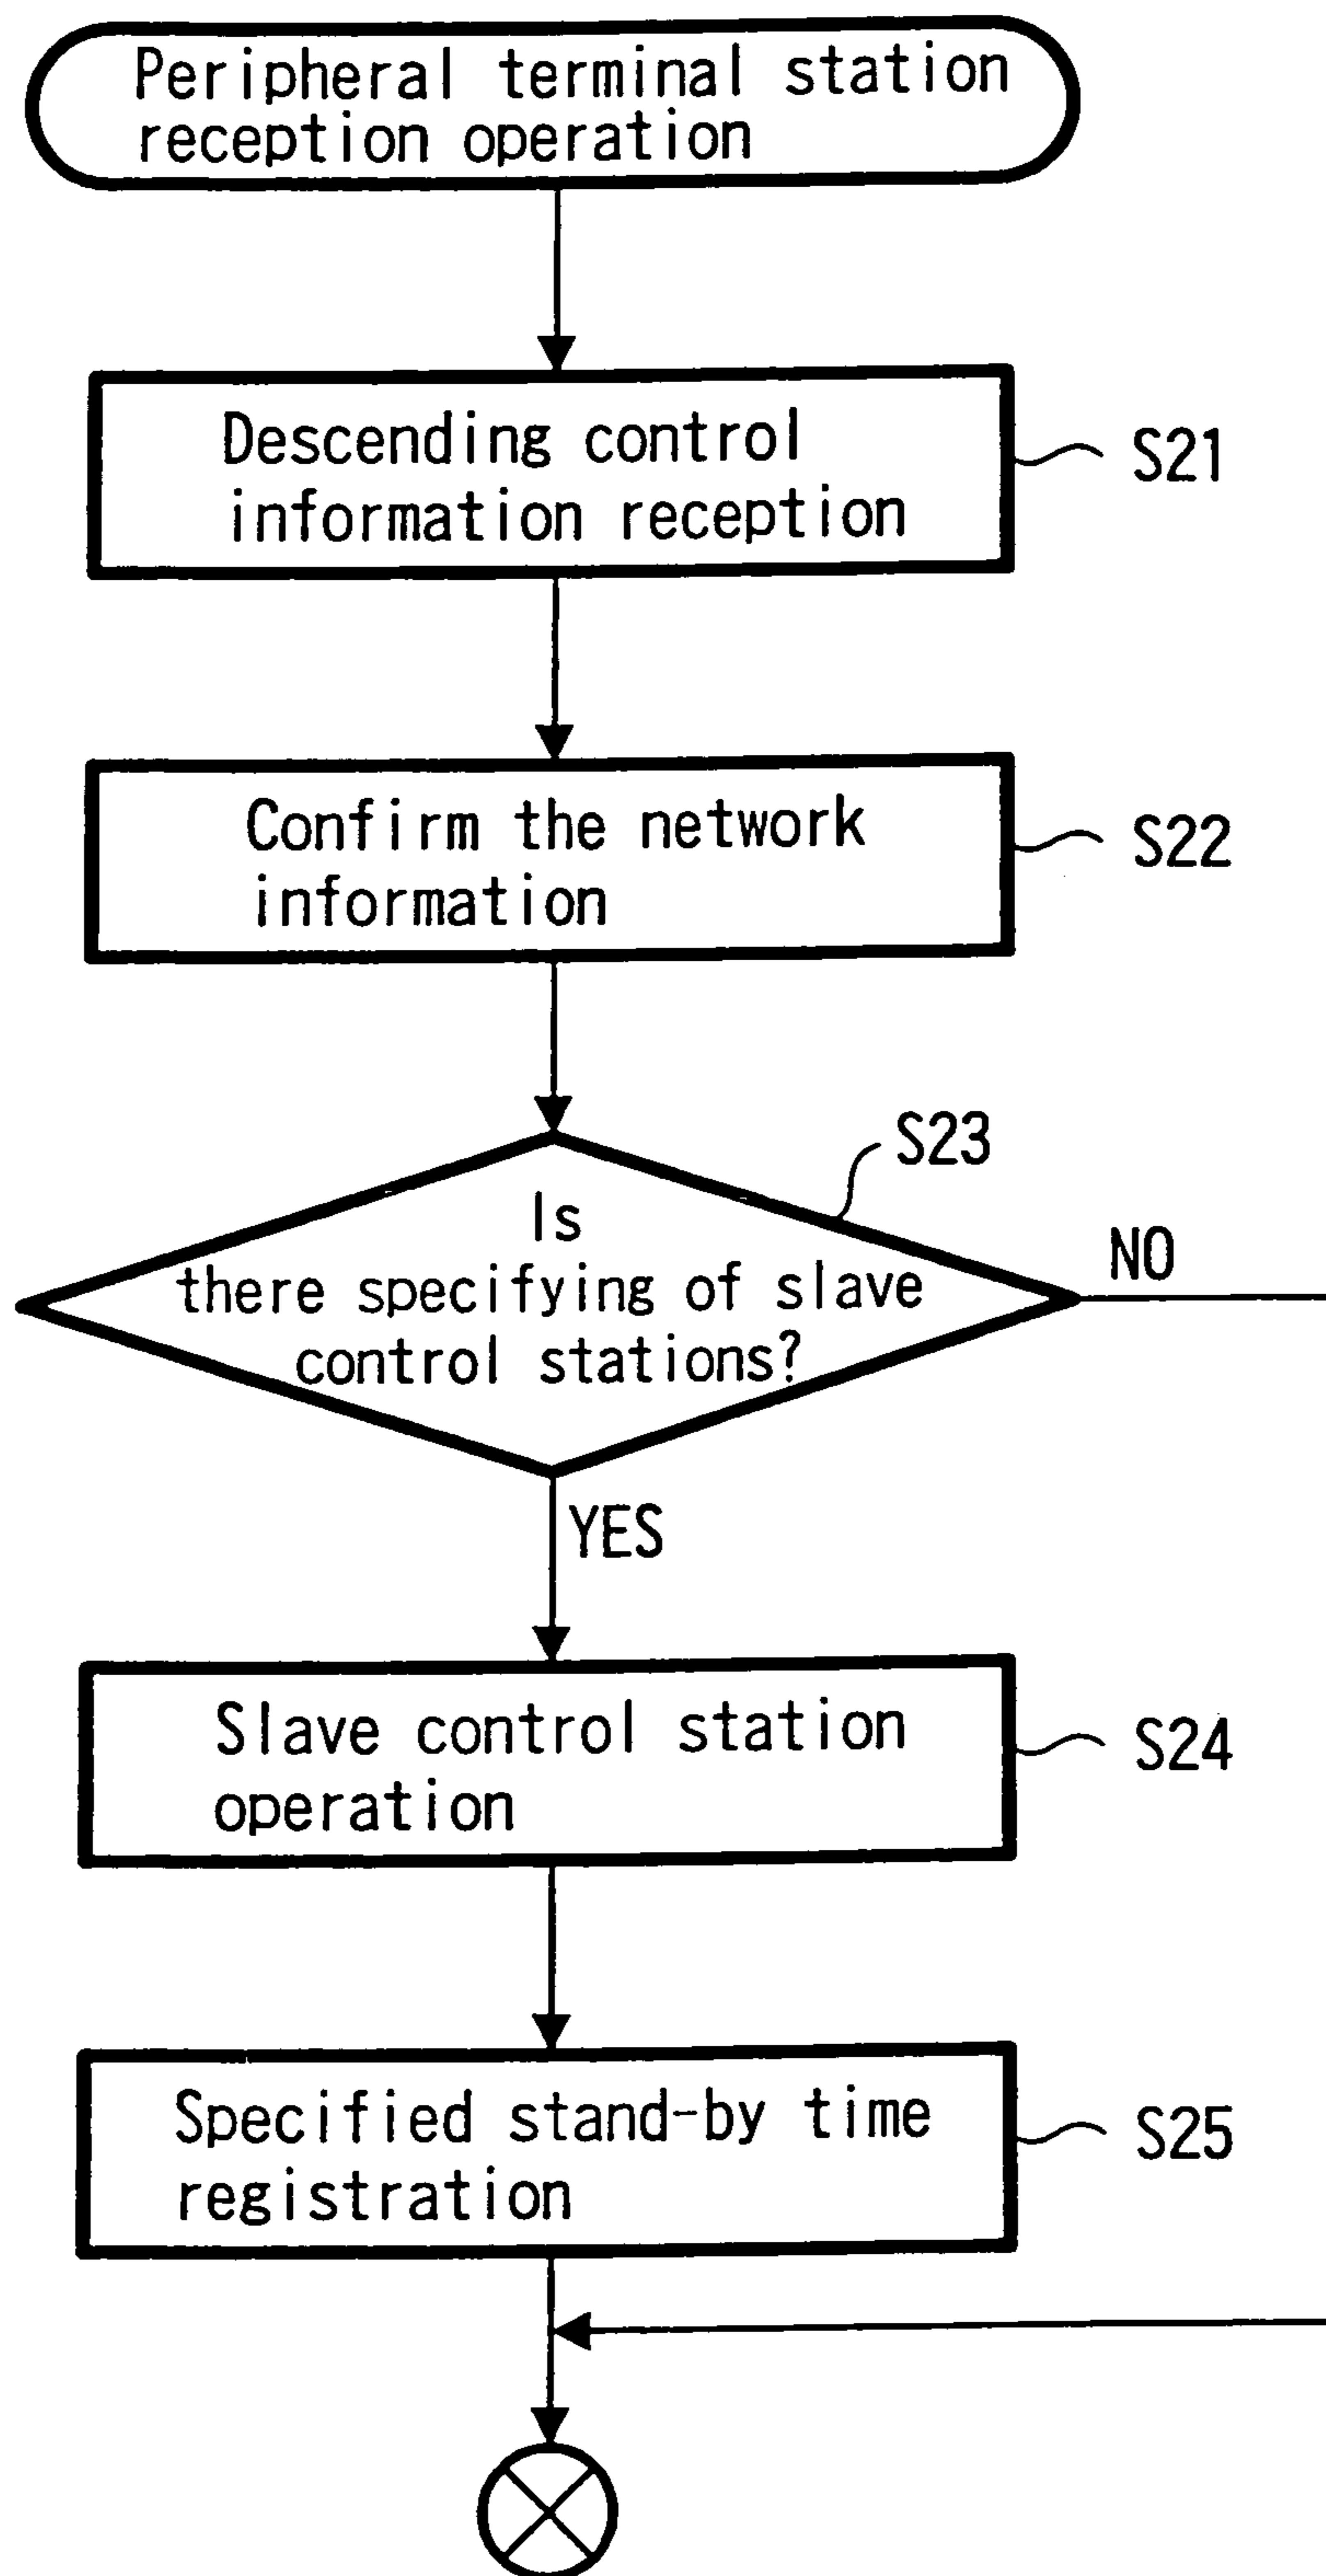 Peripheral terminal station
reception operation
Descending control
information reception
S21
Confirm the network
information
S22
S23
Is
there specifying of slave
control stations?
NO
YES
Slave control station
operation
S24
Specified stand-by time
registration
S25